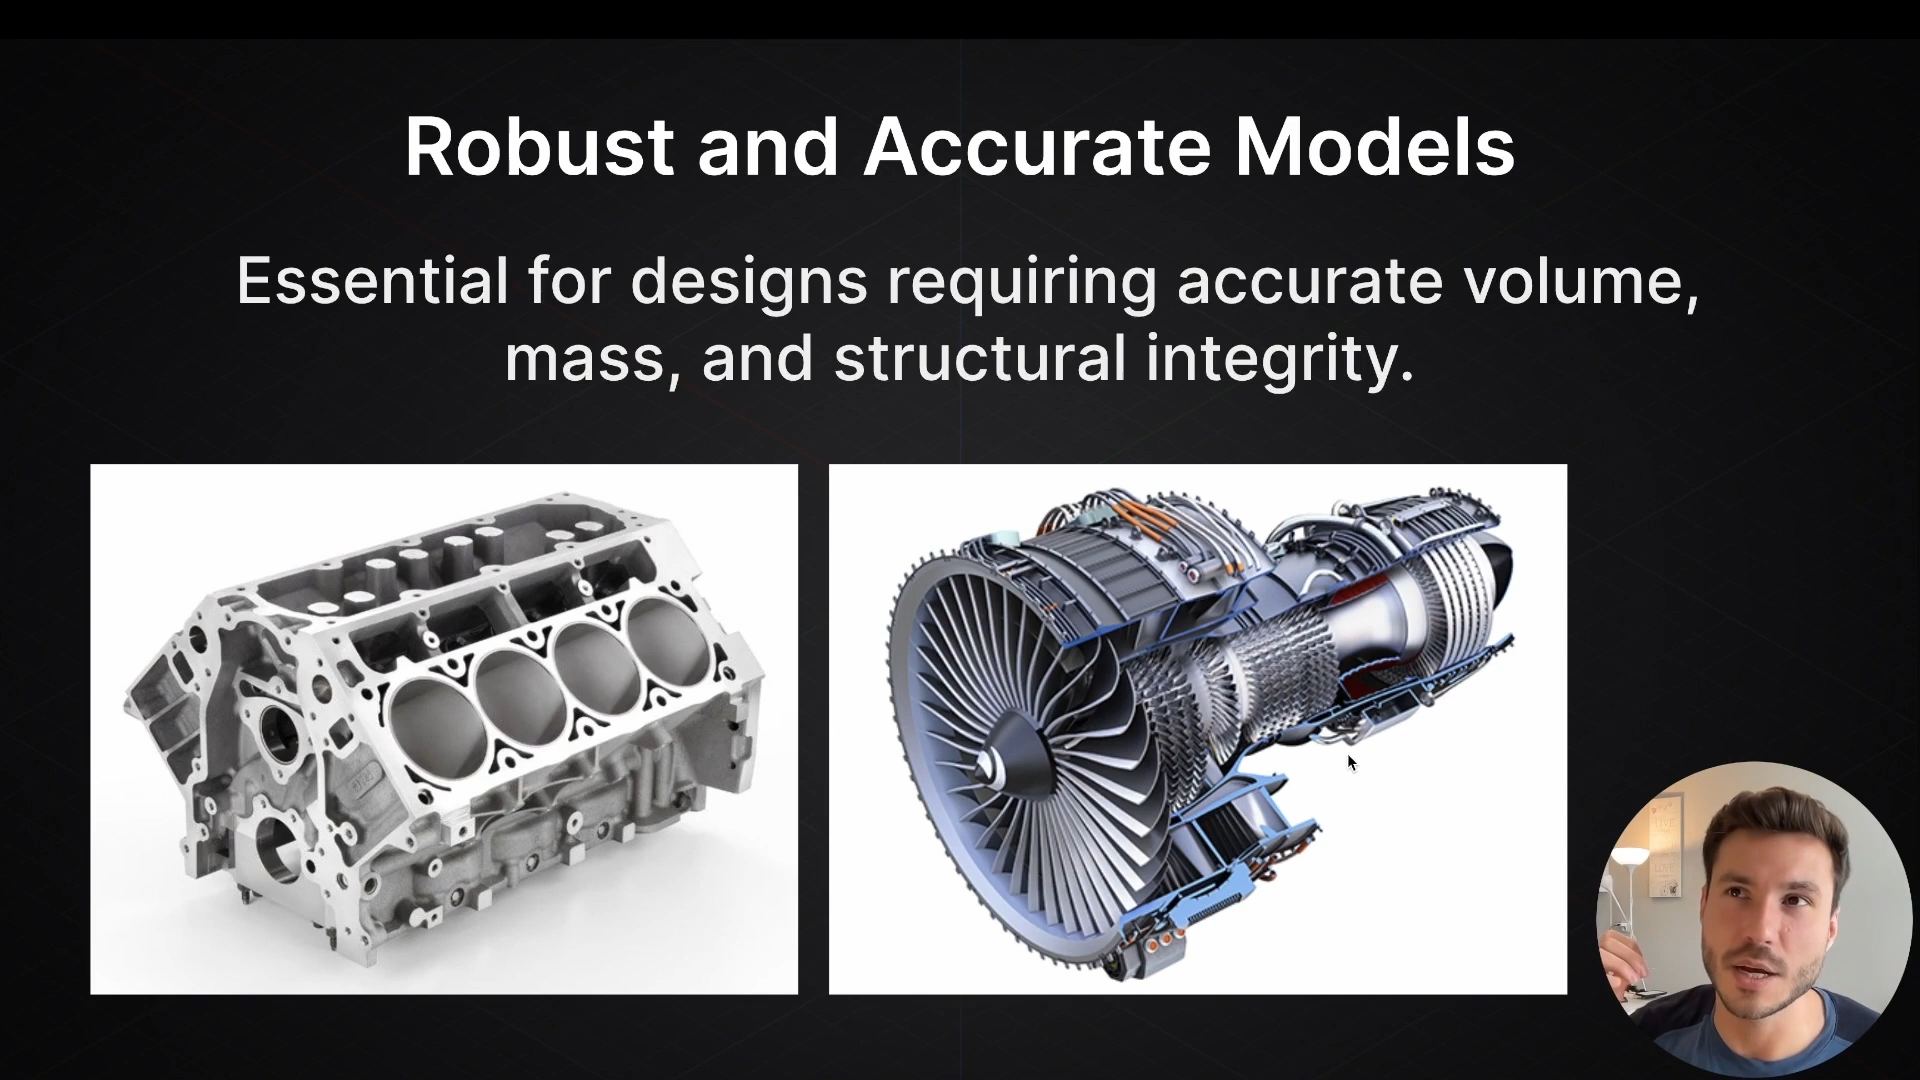 Robust and Accurate Models
Essential for designs requiring accurate volume,
mass, and structural integrity.